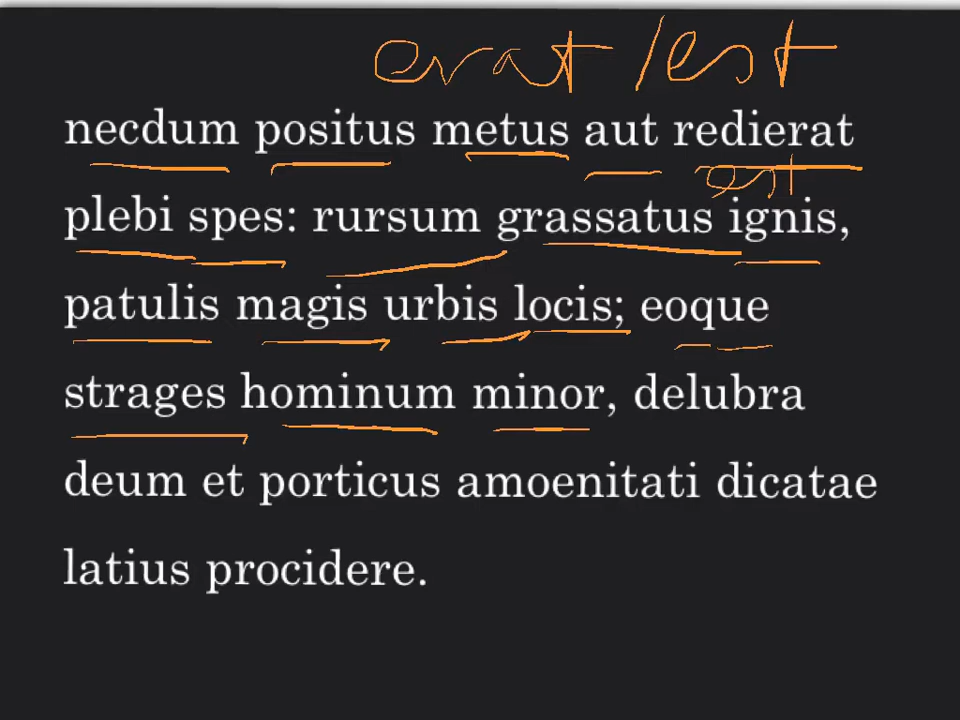 erat/est
necdum positus metus aut redierat
est
plebi spes: rursum grassatus ignis,
patulis magis urbis locis; eoque
strages hominum minor, delubra
deum et porticus amoenitati dicatae
latius procidere.